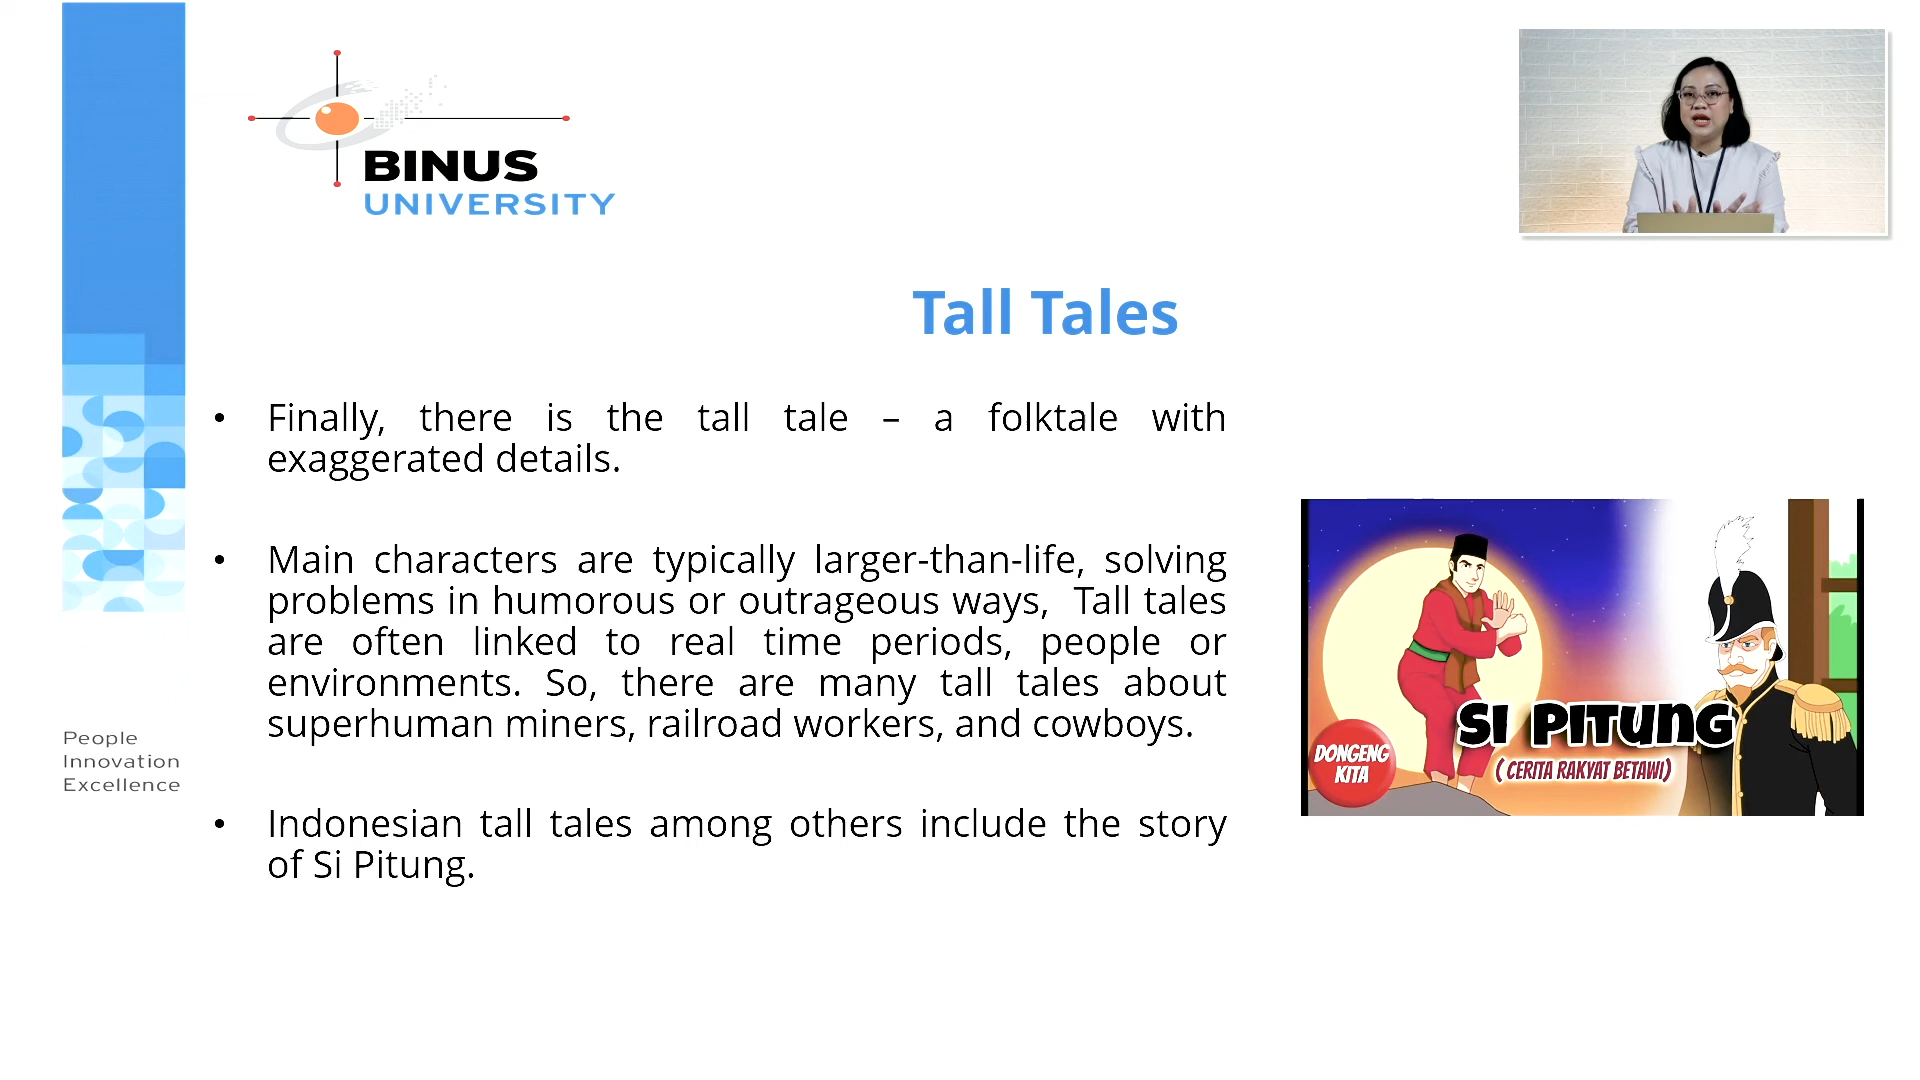 BINUS
UNIVERSITY
Tall Tales
• Finally, there is the tall tale – a folktale with
exaggerated details.
• Main characters are typically larger-than-life, solving
problems in humorous or outrageous ways,  Tall tales
are often linked to real time periods, people or
environments. So, there are many tall tales about
superhuman miners, railroad workers, and cowboys.
• Indonesian tall tales among others include the story
of Si Pitung.
SI PITUNG
( CERITA RAKYAT BETAWI)
DONGENG
KITA
People
Innovation
Excellence